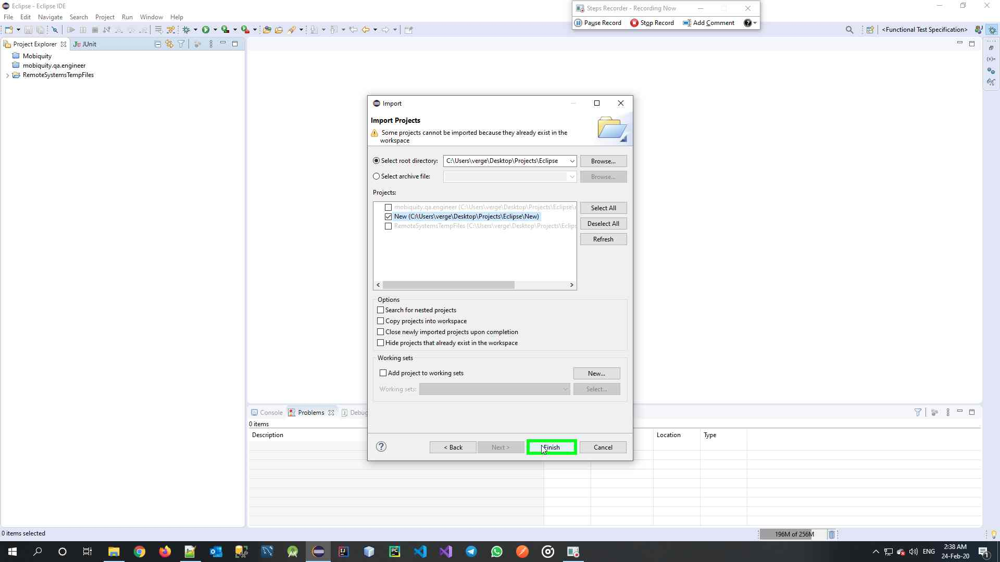 Eclipse - Eclipse IDE
Steps Recorder - Recording Now
File Edit Navigate Search Project Run Window Help
Pause Record Stop Record Add Comment
<Functional Test Specification>
Project Explorer JUnit
Mobiquity
mobiquity.qa.engineer
RemoteSystemsTempFiles
Import
Import Projects
Some projects cannot be imported because they already exist in the
workspace
Select root directory: C:\Users\verge\Desktop\Projects\Eclipse Browse...
Select archive file: Browse...
Projects:
mobiquity.qa.engineer (C:\Users\verge\Desktop\Projects\Eclipse\
New (C:\Users\verge\Desktop\Projects\Eclipse\New)
RemoteSystemsTempFiles (C:\Users\verge\Desktop\Projects\Eclips
Select All
Deselect All
Refresh
Options
Search for nested projects
Copy projects into workspace
Close newly imported projects upon completion
Hide projects that already exist in the workspace
Working sets
Add project to working sets New...
Working sets: Select...
< Back Next > Finish Cancel
Console Problems Debug
0 items
Description Location Type
0 items selected
196M of 256M
ENG
2:38 AM
24-Feb-20